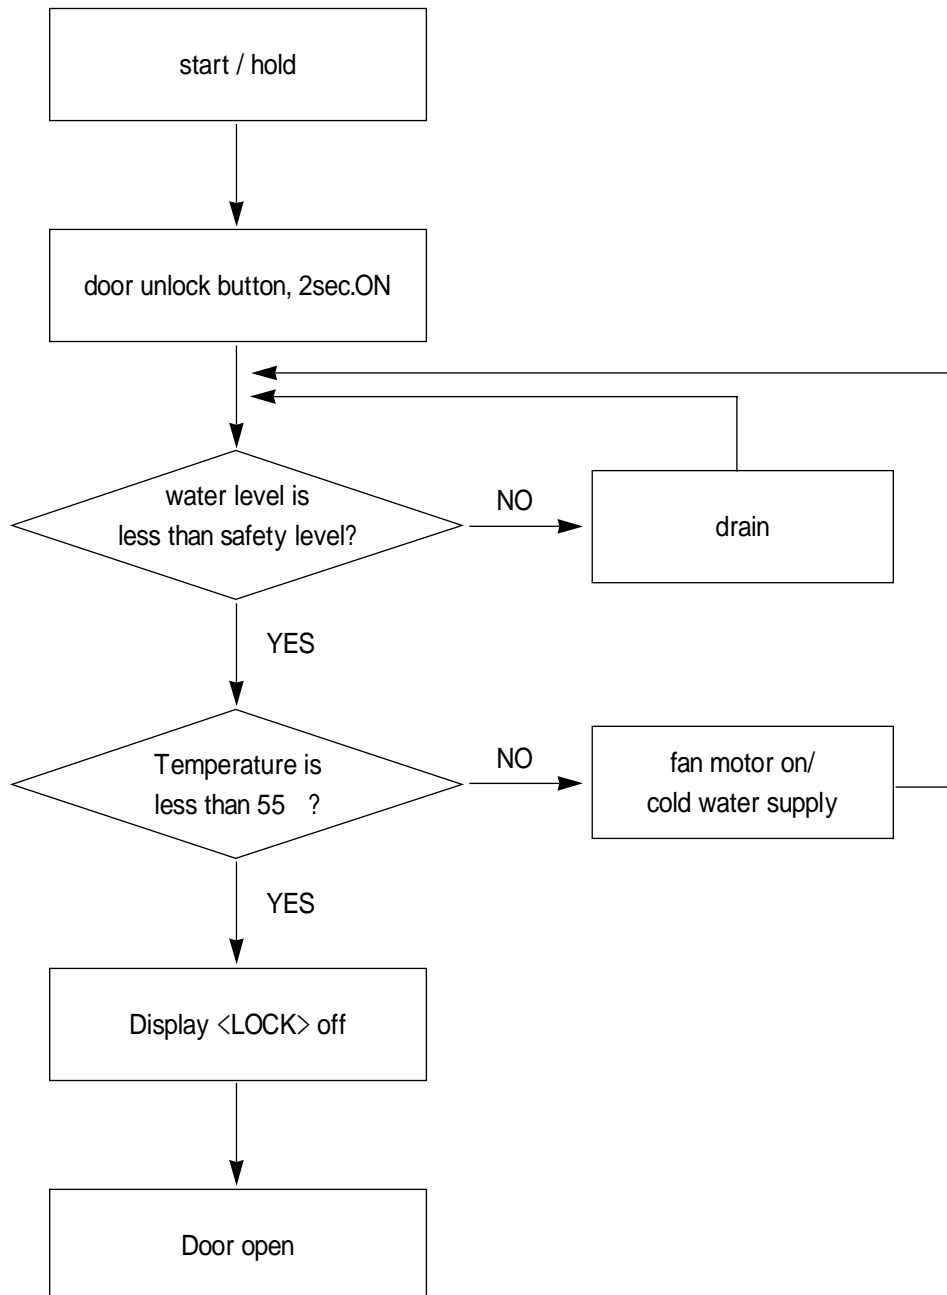 start / hold
door unlock button, 2sec.ON
water level is
less than safety level?
NO
drain
YES
Temperature is
less than 55   ?
NO
fan motor on/
cold water supply
YES
Display <LOCK> off
Door open